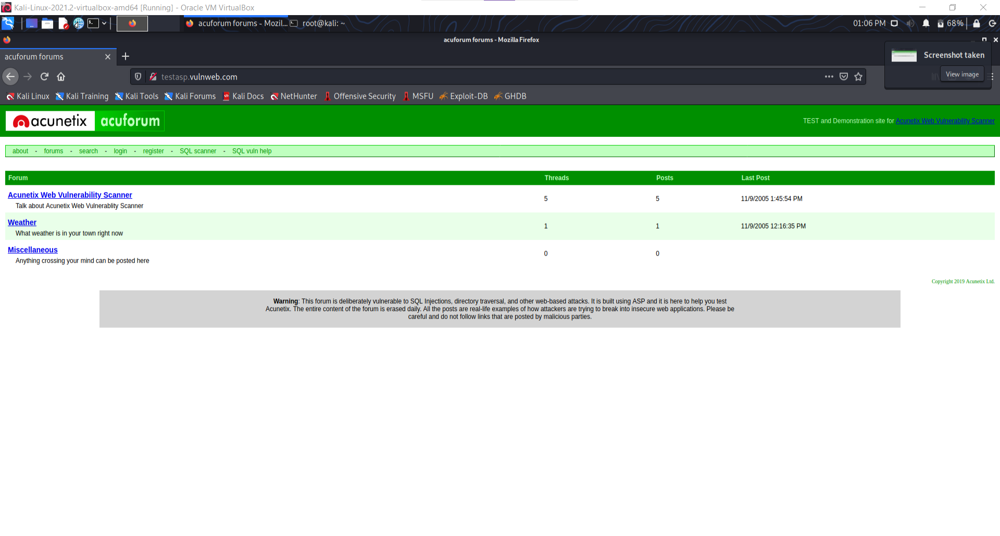 Kali-Linux-2021.2-virtualbox-amd64 [Running] - Oracle VM VirtualBox
acuforum forums - Mozil... root@kali: ~ 01:06 PM 68%
acuforum forums - Mozilla Firefox
acuforum forums
Screenshot taken
View image
testasp.vulnweb.com
Kali Linux Kali Training Kali Tools Kali Forums Kali Docs NetHunter Offensive Security MSFU Exploit-DB GHDB
acunetix acuforum
TEST and Demonstration site for Acunetix Web Vulnerability Scanner
about - forums - search - login - register - SQL scanner - SQL vuln help
Forum Threads Posts Last Post
Acunetix Web Vulnerability Scanner
Talk about Acunetix Web Vulnerablity Scanner
5 5 11/9/2005 1:45:54 PM
Weather
What weather is in your town right now
1 1 11/9/2005 12:16:35 PM
Miscellaneous
Anything crossing your mind can be posted here
0 0
Copyright 2019 Acunetix Ltd.
Warning: This forum is deliberately vulnerable to SQL Injections, directory traversal, and other web-based attacks. It is built using ASP and it is here to help you test
Acunetix. The entire content of the forum is erased daily. All the posts are real-life examples of how attackers are trying to break into insecure web applications. Please be
careful and do not follow links that are posted by malicious parties.